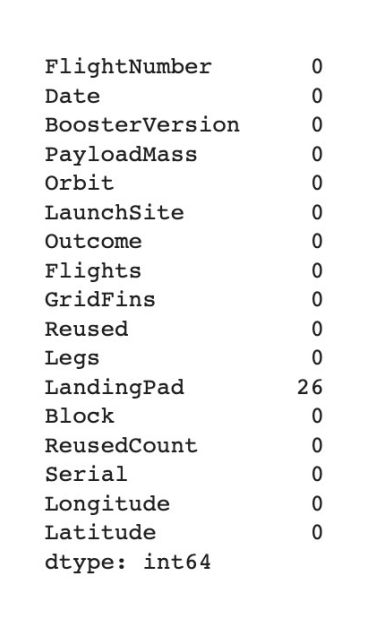 FlightNumber 0
Date 0
BoosterVersion 0
PayloadMass 0
Orbit 0
LaunchSite 0
Outcome 0
Flights 0
GridFins 0
Reused 0
Legs 0
LandingPad 26
Block 0
ReusedCount 0
Serial 0
Longitude 0
Latitude 0
dtype: int64